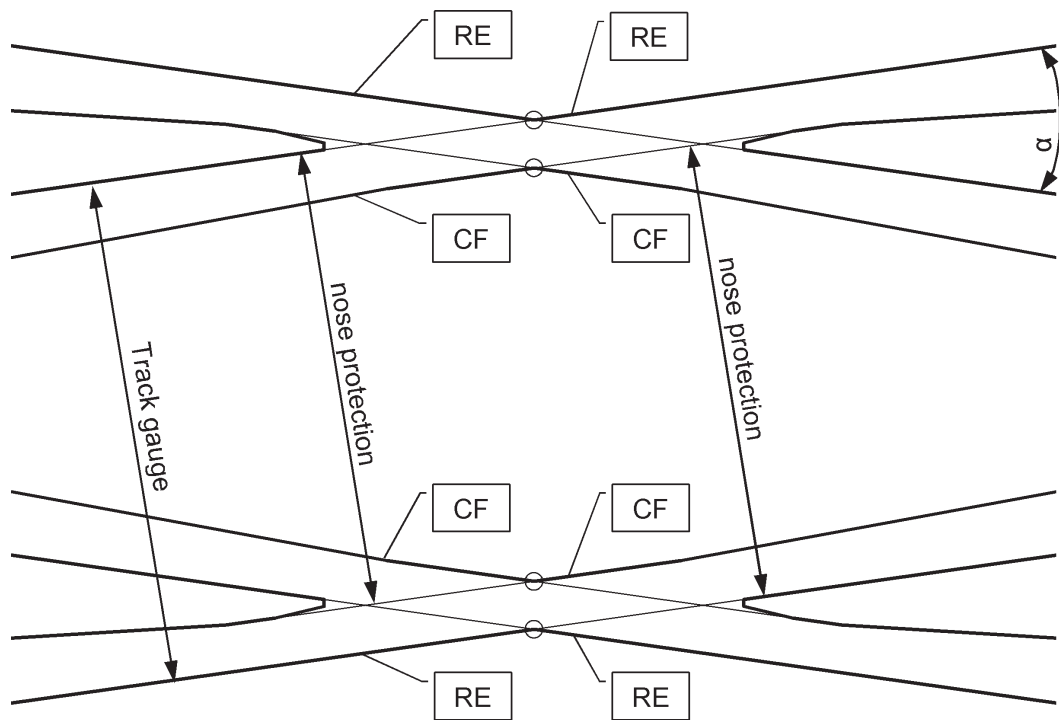 RE
RE
α
CF
CF
nose protection
nose protection
Track gauge
CF
CF
RE
RE